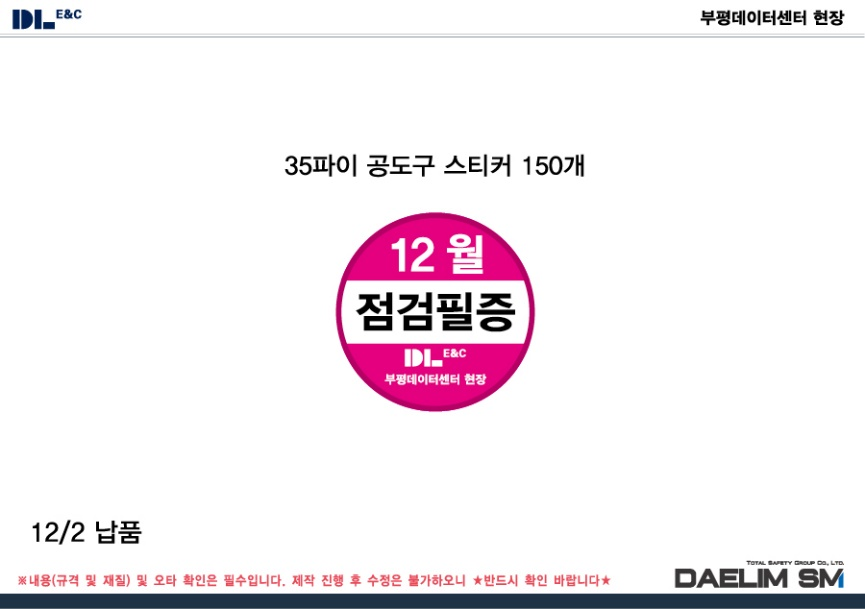 DL E&C
부평데이터센터 현장
35파이 공도구 스티커 150개
12월
점검필증
DL E&C
부평데이터센터 현장
12/2 납품
※내용(규격 및 재질) 및 오타 확인은 필수입니다. 제작 진행 후 수정은 불가하오니 ★반드시 확인 바랍니다★
TOTAL SAFETY GROUP CO., LTD.
DAELIM SM